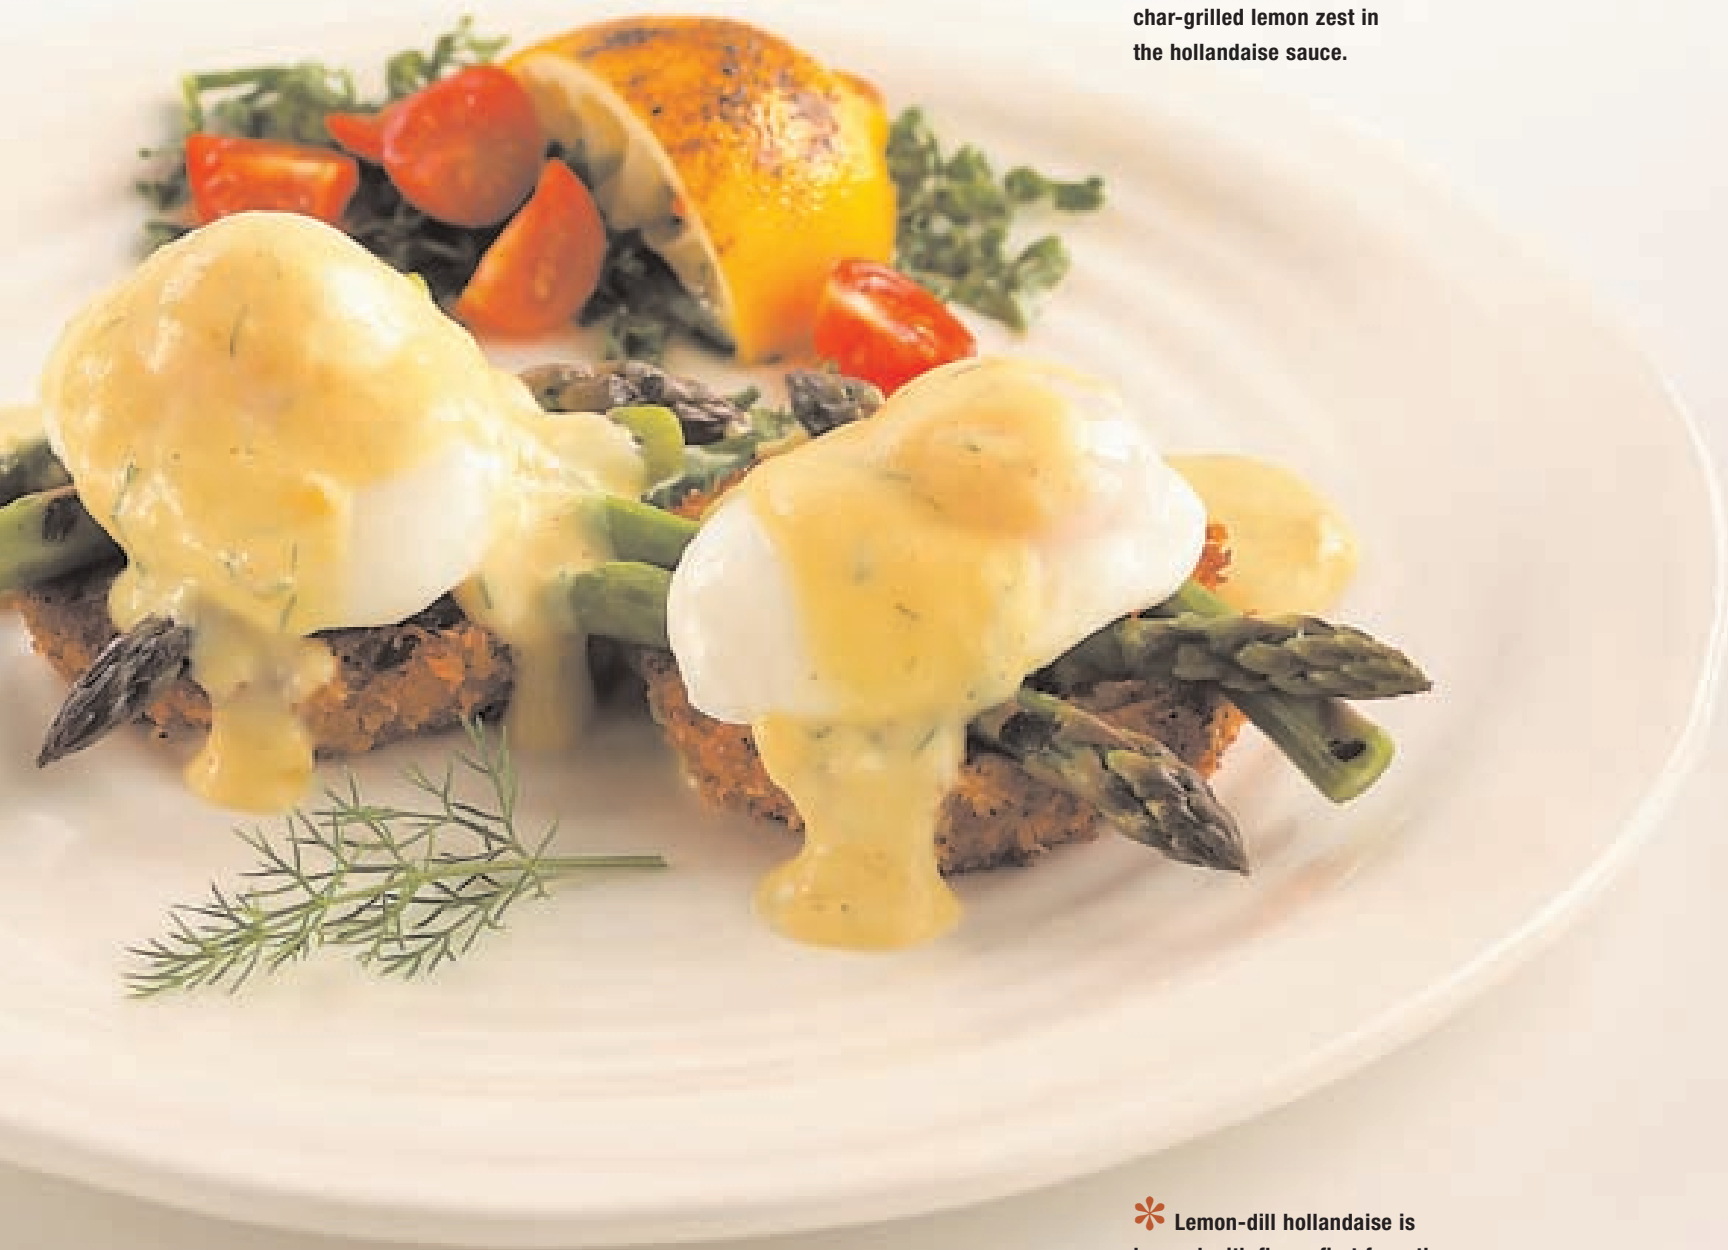 char-grilled lemon zest in
the hollandaise sauce.
* Lemon-dill hollandaise is